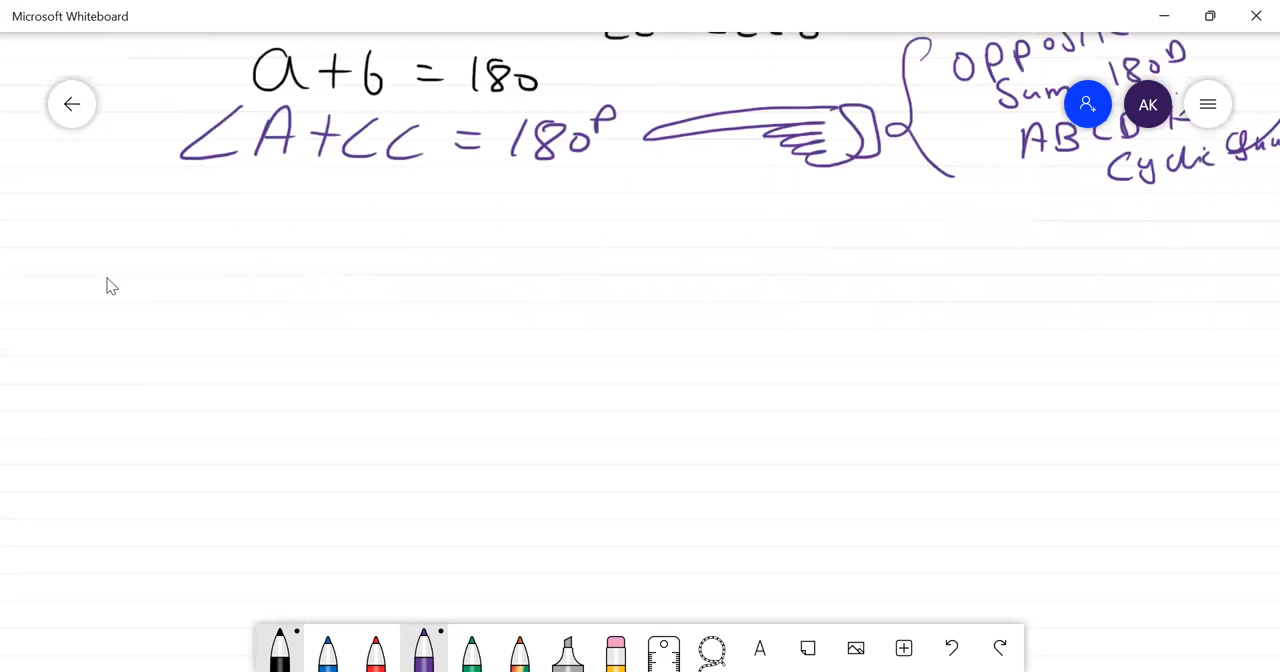 Microsoft Whiteboard
a+b = 180
∠A+∠C = 180°
Opposite
Sum 180°
ABCD
Cyclic
AK
A